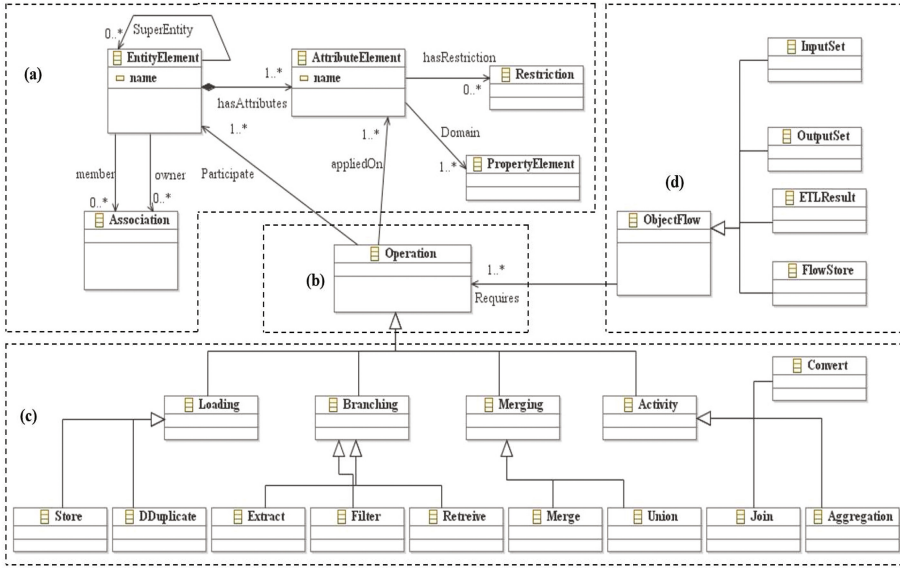 SuperEntity
0..*
InputSet
(a)
EntityElement
name
AttributeElement
name
hasRestriction
1..*
Restriction
0..*
hasAttributes
1..*
1..*
Domain
OutputSet
member
owner
Participate
appliedOn
1..*
PropertyElement
(d)
0..*
0..*
ETLResult
Association
ObjectFlow
Operation
(b)
1..*
FlowStore
Requires
Convert
(c)
Loading
Branching
Merging
Activity
Store
DDuplicate
Extract
Filter
Retreive
Merge
Union
Join
Aggregation